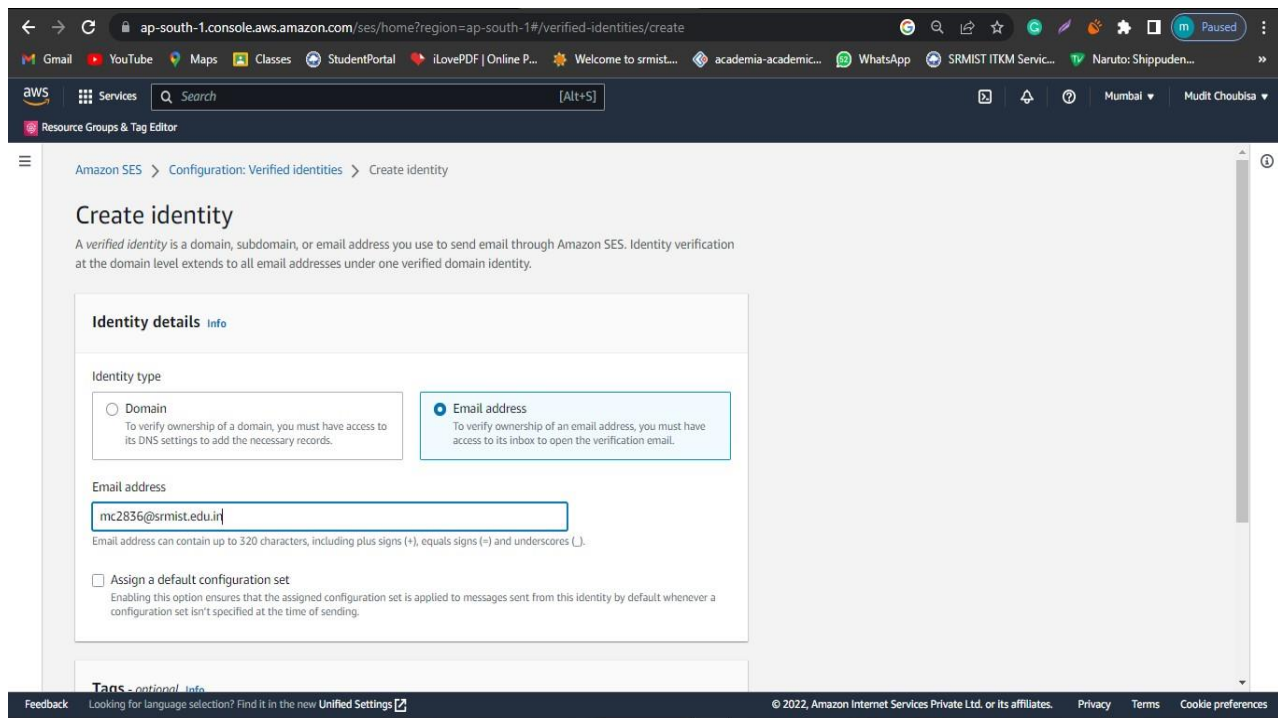 ap-south-1.console.aws.amazon.com/ses/home?region=ap-south-1#/verified-identities/create
m Paused
Gmail YouTube Maps Classes StudentPortal iLovePDF | Online P... Welcome to srmist.... academia-academic... WhatsApp SRMIST ITKM Servic... Naruto: Shippuden... »
aws Services Search [Alt+S] Mumbai Mudit Choubisa
Resource Groups & Tag Editor
Amazon SES > Configuration: Verified identities > Create identity
Create identity
A verified identity is a domain, subdomain, or email address you use to send email through Amazon SES. Identity verification
at the domain level extends to all email addresses under one verified domain identity.
Identity details Info
Identity type
Domain
To verify ownership of a domain, you must have access to
its DNS settings to add the necessary records.
Email address
To verify ownership of an email address, you must have
access to its inbox to open the verification email.
Email address
mc2836@srmist.edu.in
Email address can contain up to 320 characters, including plus signs (+), equals signs (=) and underscores (_).
Assign a default configuration set
Enabling this option ensures that the assigned configuration set is applied to messages sent from this identity by default whenever a
configuration set isn't specified at the time of sending.
Tags - optional Info
Feedback Looking for language selection? Find it in the new Unified Settings © 2022, Amazon Internet Services Private Ltd. or its affiliates. Privacy Terms Cookie preferences